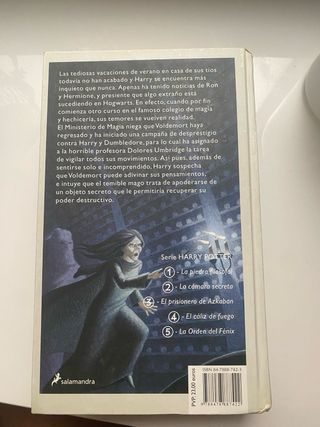 Las tediosas vacaciones de verano en casa de sus tíos
todavía no han acabado y Harry se encuentra más
inquieto que nunca. Apenas ha tenido noticias de Ron
y Hermione, y presiente que algo extraño está
sucediendo en Hogwarts. En efecto, cuando por fin
comienza otro curso en el famoso colegio de magia
y hechicería, sus temores se vuelven realidad.
El Ministerio de Magia niega que Voldemort haya
regresado y ha iniciado una campaña de desprestigio
contra Harry y Dumbledore, para lo cual ha asignado
a la horrible profesora Dolores Umbridge la tarea
de vigilar todos sus movimientos. Así pues, además de
sentirse solo e incomprendido, Harry sospecha
que Voldemort puede adivinar sus pensamientos,
e intuye que el temible mago trata de apoderarse de
un objeto secreto que le permitiría recuperar su
poder destructivo.
Serie HARRY POTTER
1 - La piedra filosofal
2 - La cámara secreta
3 - El prisionero de Azkaban
4 - El cáliz de fuego
5 - La Orden del Fénix
salamandra
PVP: 23,00 euros
ISBN 84-7888-742-5
9 788478 887422